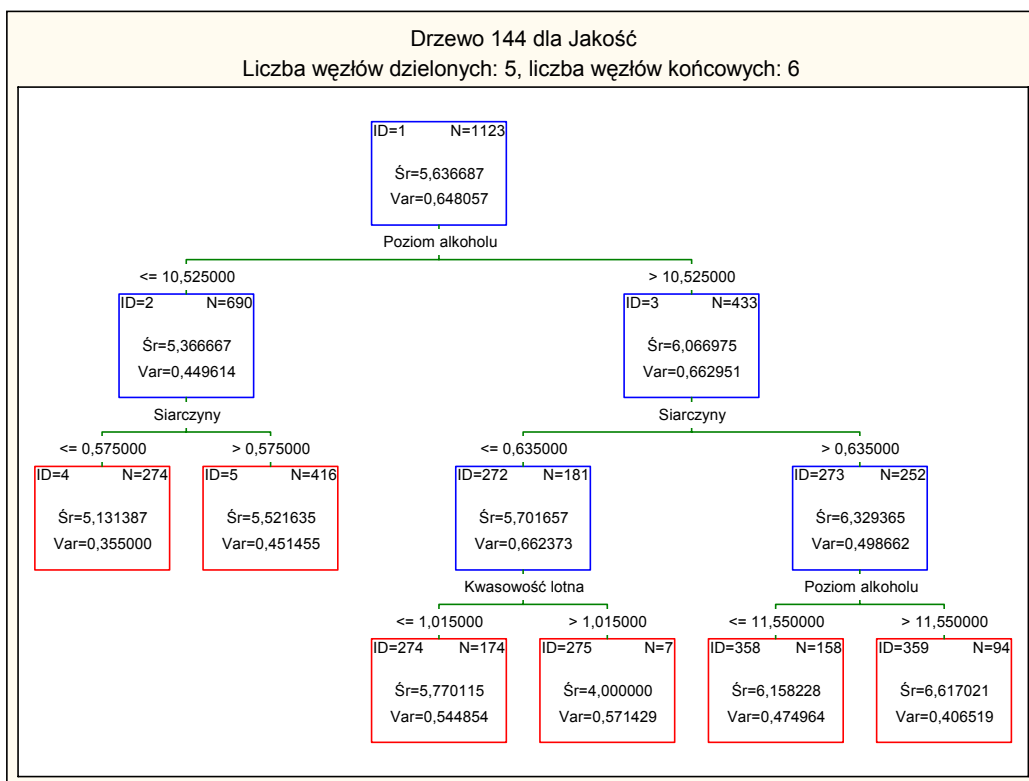 Drzewo 144 dla Jakość
Liczba węzłów dzielonych: 5, liczba węzłów końcowych: 6
ID=1 N=1123
Śr=5,636687
Var=0,648057
Poziom alkoholu
<= 10,525000 > 10,525000
ID=2 N=690 ID=3 N=433
Śr=5,366667 Śr=6,066975
Var=0,449614 Var=0,662951
Siarczyny Siarczyny
<= 0,575000 > 0,575000 <= 0,635000 > 0,635000
ID=4 N=274 ID=5 N=416 ID=272 N=181 ID=273 N=252
Śr=5,131387 Śr=5,521635 Śr=5,701657 Śr=6,329365
Var=0,355000 Var=0,451455 Var=0,662373 Var=0,498662
Kwasowość lotna Poziom alkoholu
<= 1,015000 > 1,015000 <= 11,550000 > 11,550000
ID=274 N=174 ID=275 N=7 ID=358 N=158 ID=359 N=94
Śr=5,770115 Śr=4,000000 Śr=6,158228 Śr=6,617021
Var=0,544854 Var=0,571429 Var=0,474964 Var=0,406519